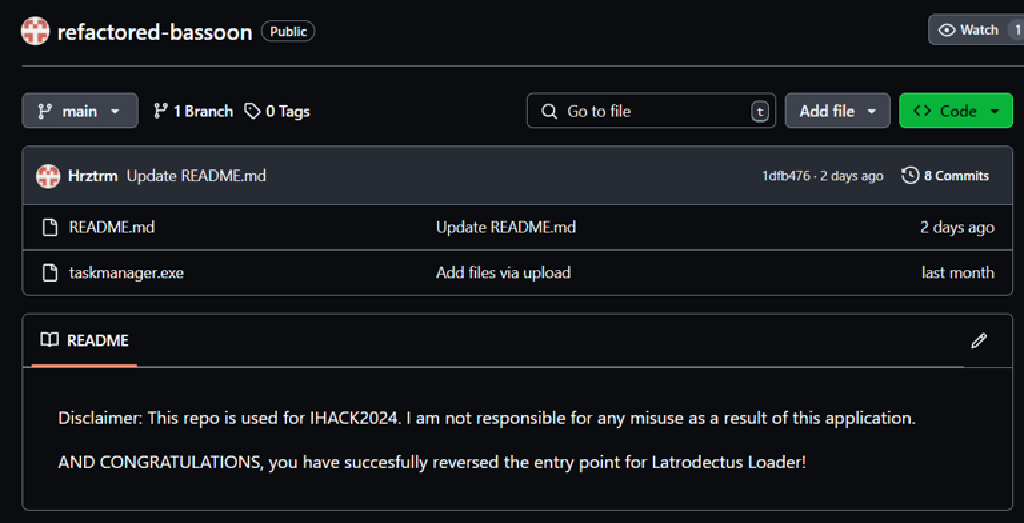 refactored-bassoon Public Watch 1
main 1 Branch 0 Tags Go to file t Add file Code
Hrztrm Update README.md 1dfb476 · 2 days ago 8 Commits
README.md Update README.md 2 days ago
taskmanager.exe Add files via upload last month
README
Disclaimer: This repo is used for IHACK2024. I am not responsible for any misuse as a result of this application.
AND CONGRATULATIONS, you have succesfully reversed the entry point for Latrodectus Loader!